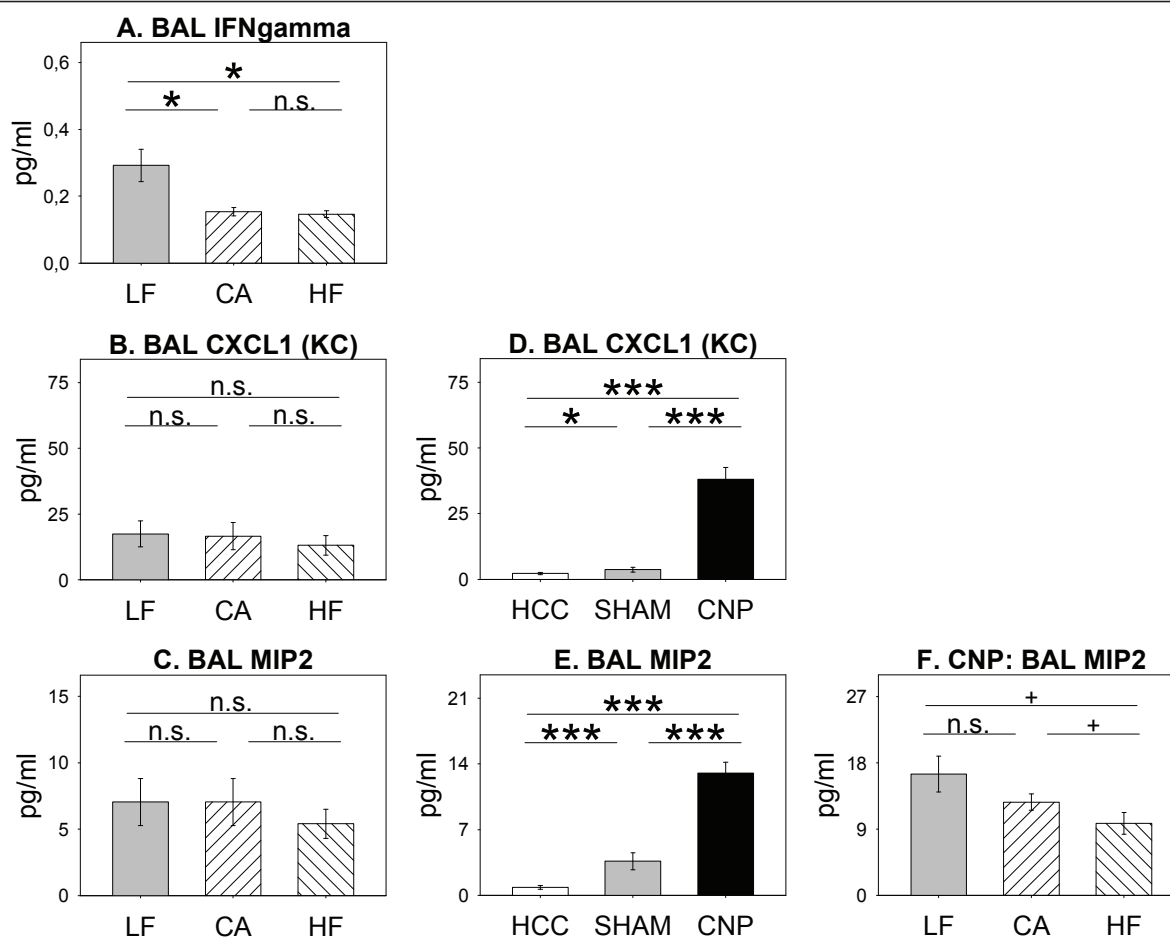 A. BAL IFNgamma
0,6
0,4
0,2
0,0
pg/ml
*
*
n.s.
LF CA HF
B. BAL CXCL1 (KC)
75
50
25
0
pg/ml
n.s.
n.s. n.s.
LF CA HF
D. BAL CXCL1 (KC)
75
50
25
0
pg/ml
***
* ***
HCC SHAM CNP
C. BAL MIP2
15
10
5
0
pg/ml
n.s.
n.s. n.s.
LF CA HF
E. BAL MIP2
21
14
7
0
pg/ml
***
*** ***
HCC SHAM CNP
F. CNP: BAL MIP2
27
18
9
0
pg/ml
+
n.s. +
LF CA HF